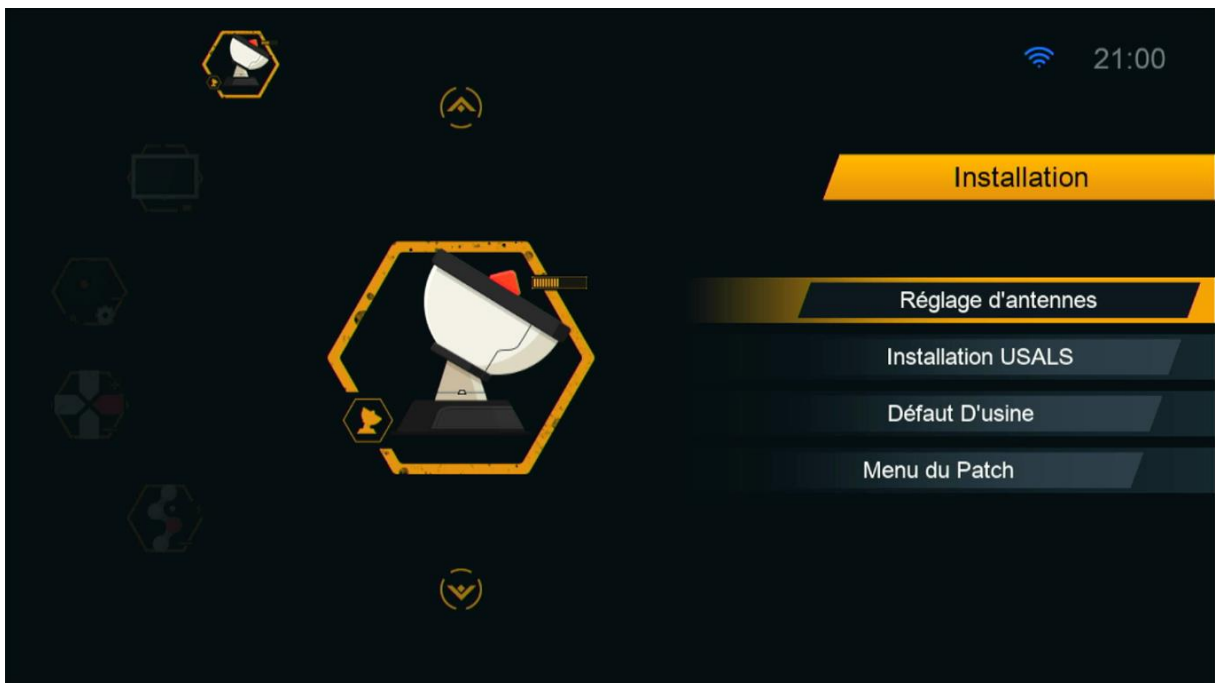 21:00
Installation
Réglage d'antennes
Installation USALS
Défaut D'usine
Menu du Patch